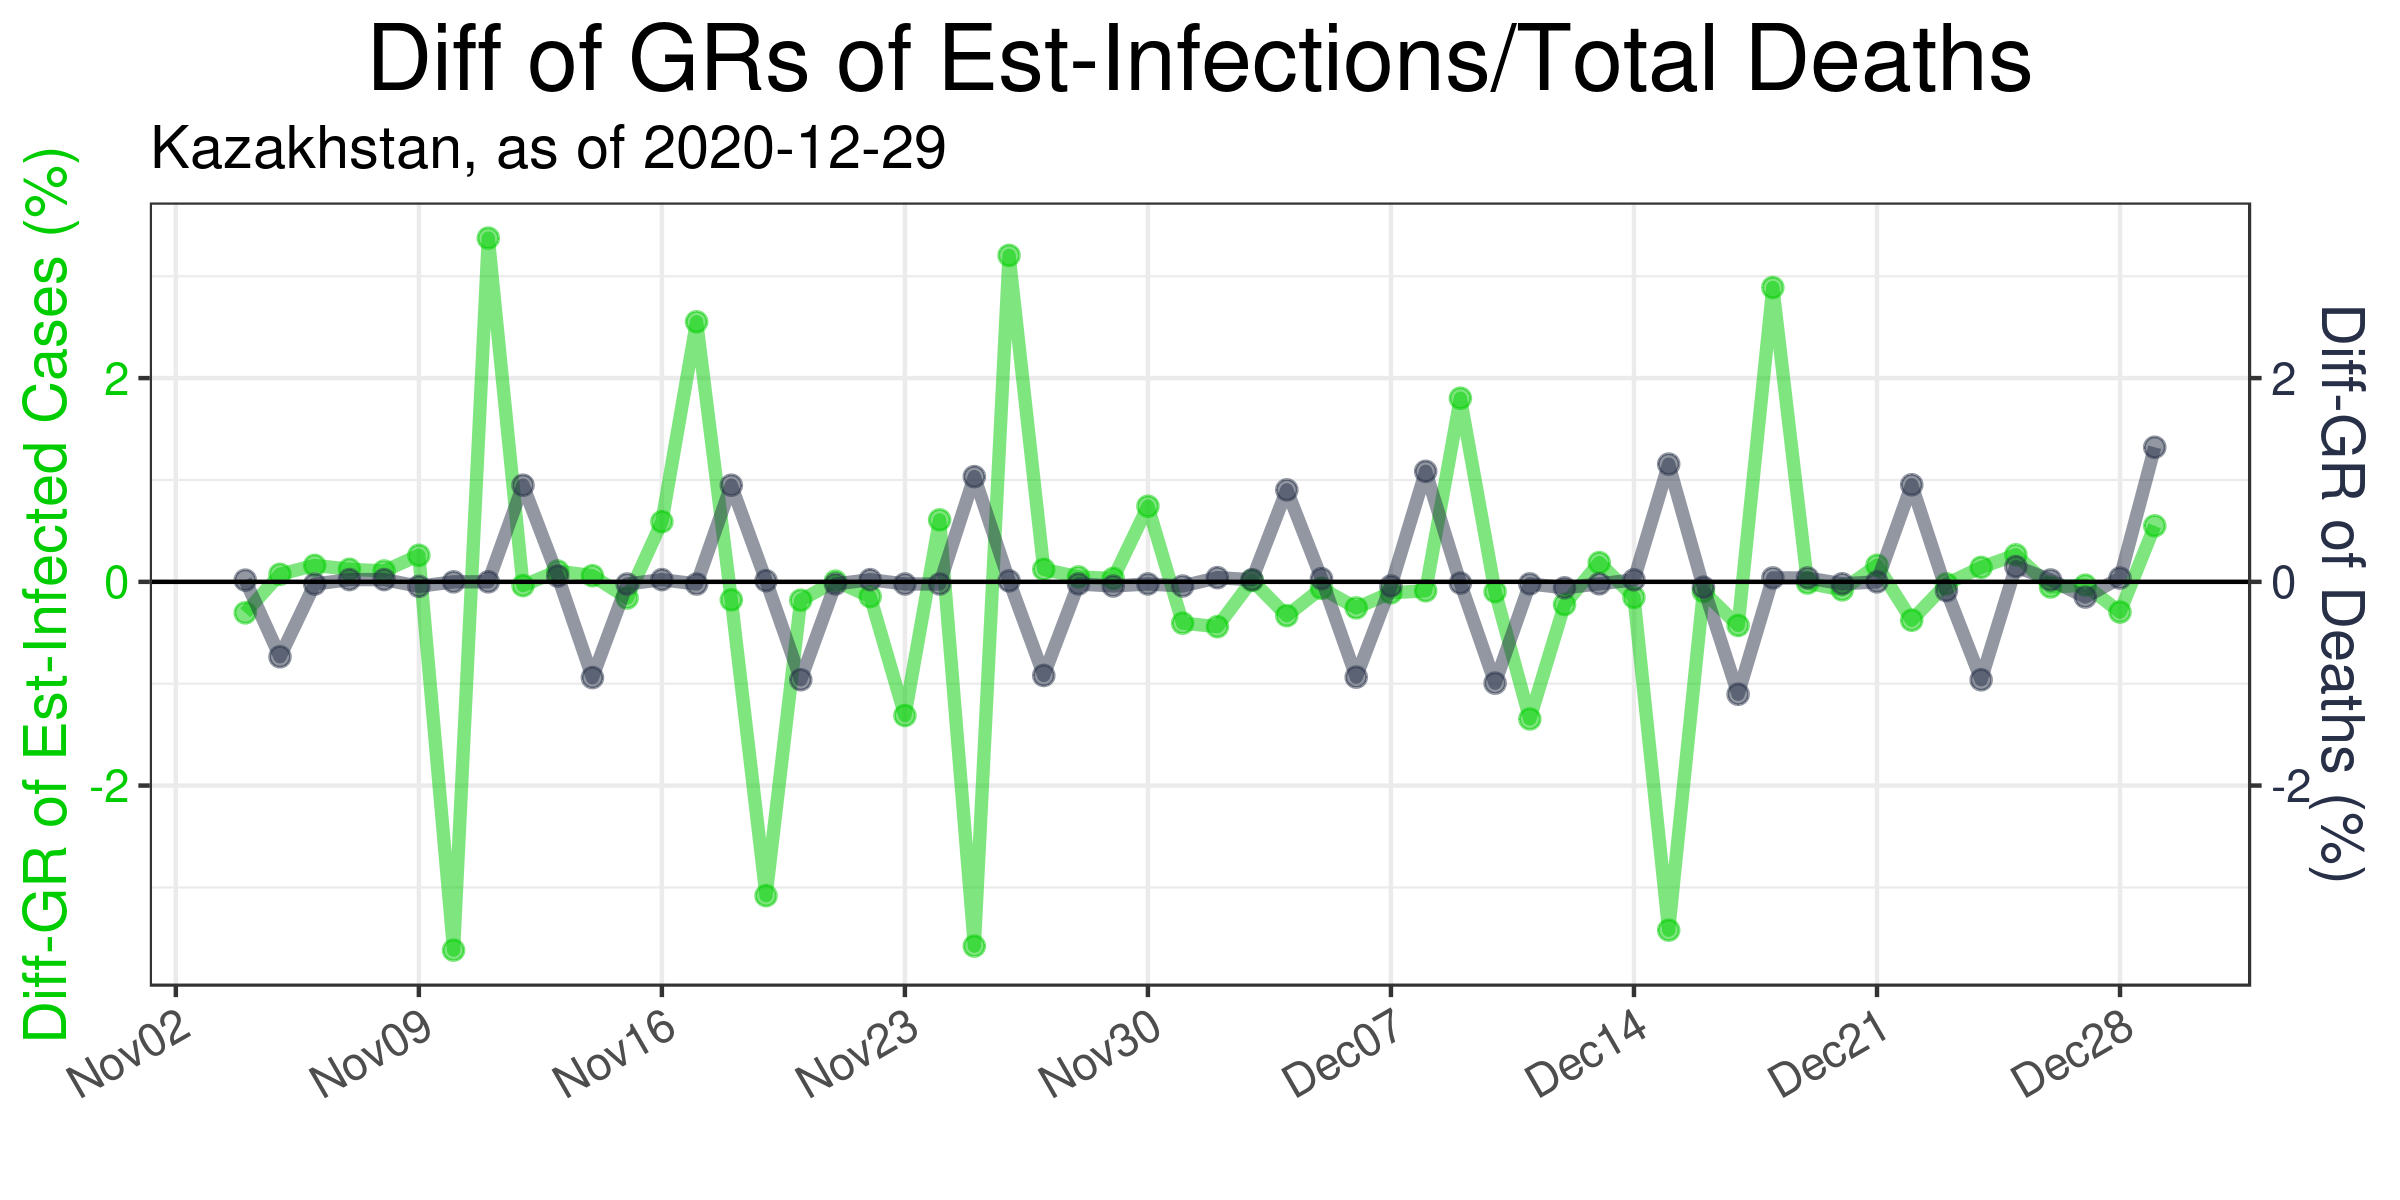 Diff of GRs of Est-Infections/Total Deaths
Kazakhstan, as of 2020-12-29
Diff-GR of Est-Infected Cases (%)
2
0
-2
2
0
-2
Diff-GR of Deaths (%)
Nov02
Nov09
Nov16
Nov23
Nov30
Dec07
Dec14
Dec21
Dec28